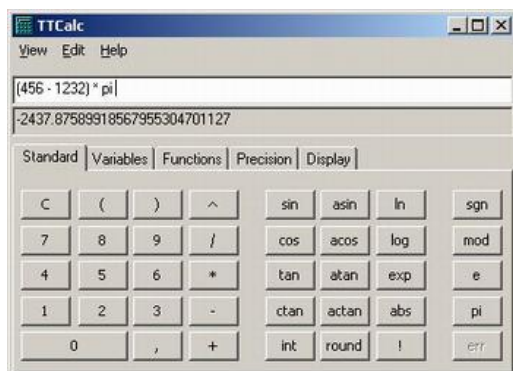 TTCalc
View Edit Help
(456 - 1232) * pi
-2437.87589918567955304701127
Standard Variables Functions Precision Display
C ( ) ^ sin asin ln sgn
7 8 9 / cos acos log mod
4 5 6 * tan atan exp e
1 2 3 - ctan actan abs pi
0 , + int round ! err